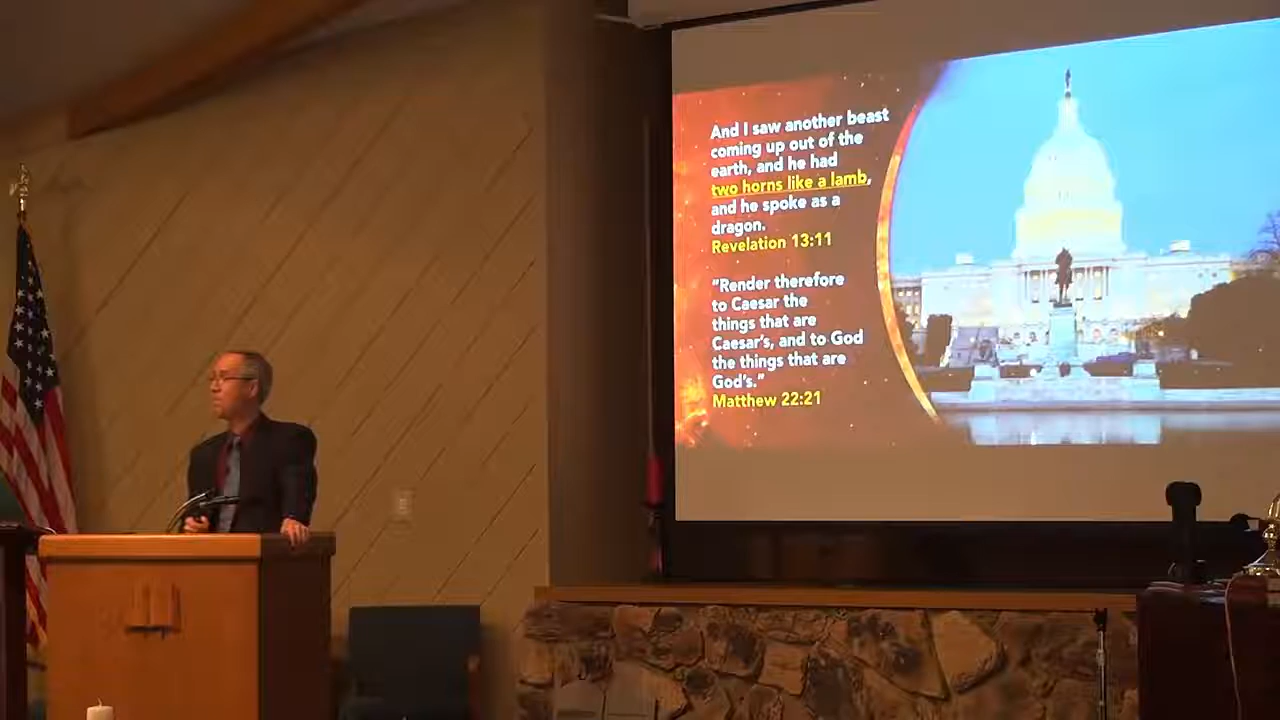 And I saw another beast
coming up out of the
earth, and he had
two horns like a lamb,
and he spoke as a
dragon.
Revelation 13:11
"Render therefore
to Caesar the
things that are
Caesar's, and to God
the things that are
God's."
Matthew 22:21